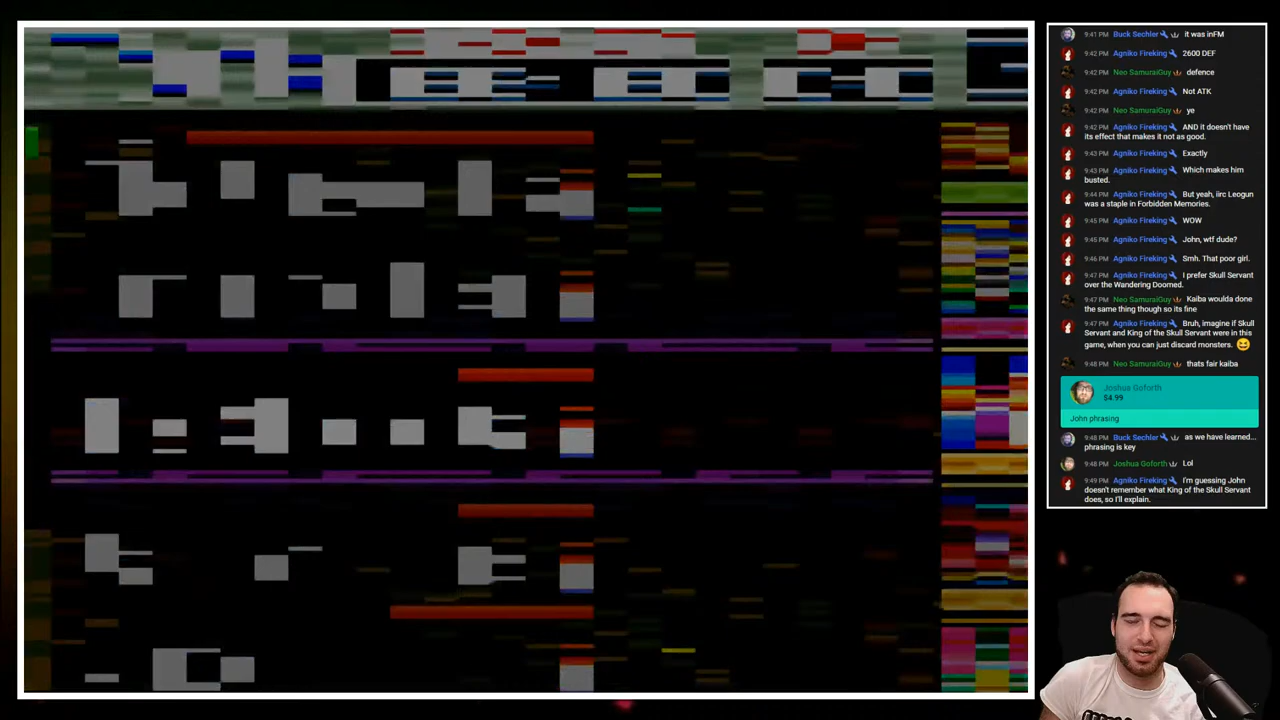 9:41 PM Buck Sechler it was inFM
9:42 PM Agniko Fireking 2600 DEF
9:42 PM Neo SamuraiGuy defence
9:42 PM Agniko Fireking Not ATK
9:42 PM Neo SamuraiGuy ye
9:42 PM Agniko Fireking AND it doesn't have
its effect that makes it not as good.
9:43 PM Agniko Fireking Exactly
9:43 PM Agniko Fireking Which makes him
busted.
9:44 PM Agniko Fireking But yeah, iirc Leogun
was a staple in Forbidden Memories.
9:45 PM Agniko Fireking WOW
9:45 PM Agniko Fireking John, wtf dude?
9:46 PM Agniko Fireking Smh. That poor girl.
9:47 PM Agniko Fireking I prefer Skull Servant
over the Wandering Doomed.
9:47 PM Neo SamuraiGuy Kaiba woulda done
the same thing though so its fine
9:47 PM Agniko Fireking Bruh, imagine if Skull
Servant and King of the Skull Servant were in this
game, when you can just discard monsters.
9:48 PM Neo SamuraiGuy thats fair kaiba
Joshua Goforth
$4.99
John phrasing
9:48 PM Buck Sechler as we have learned...
phrasing is key
9:48 PM Joshua Goforth Lol
9:49 PM Agniko Fireking I'm guessing John
doesn't remember what King of the Skull Servant
does, so I'll explain.